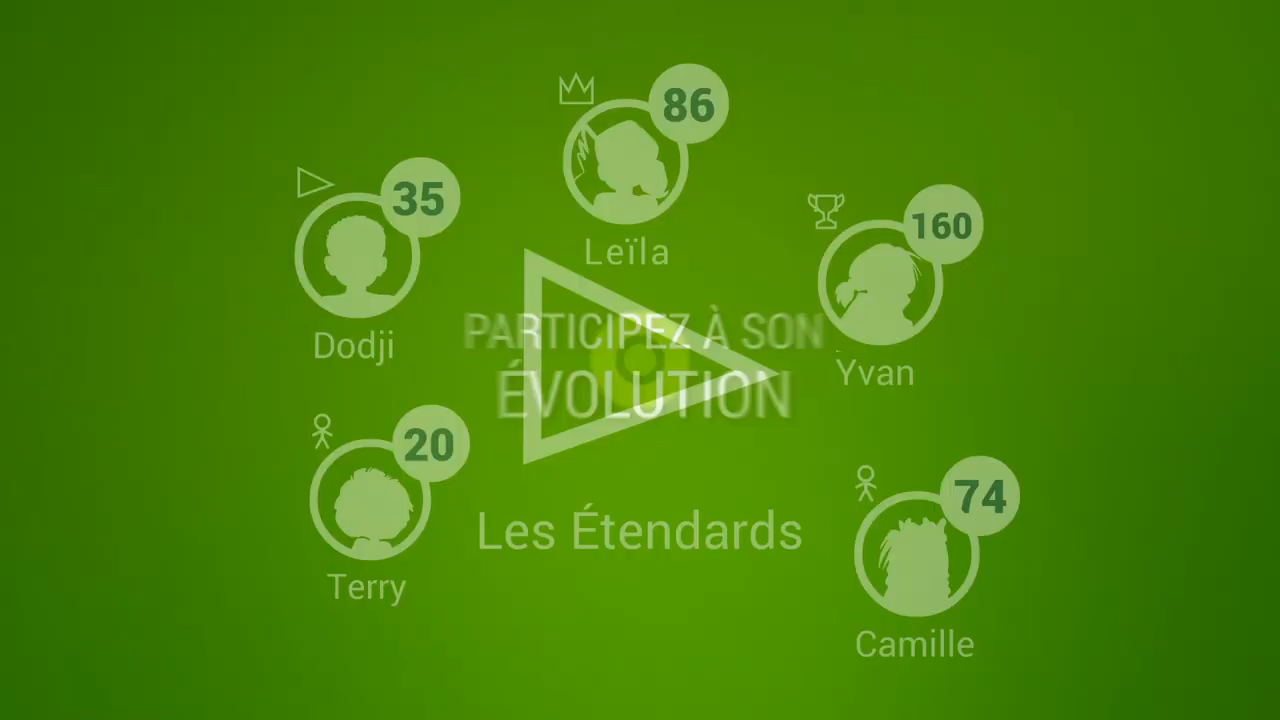 86
Leïla
35
Dodji
160
Yvan
PARTICIPEZ À SON
ÉVOLUTION
20
Terry
Les Étendards
74
Camille